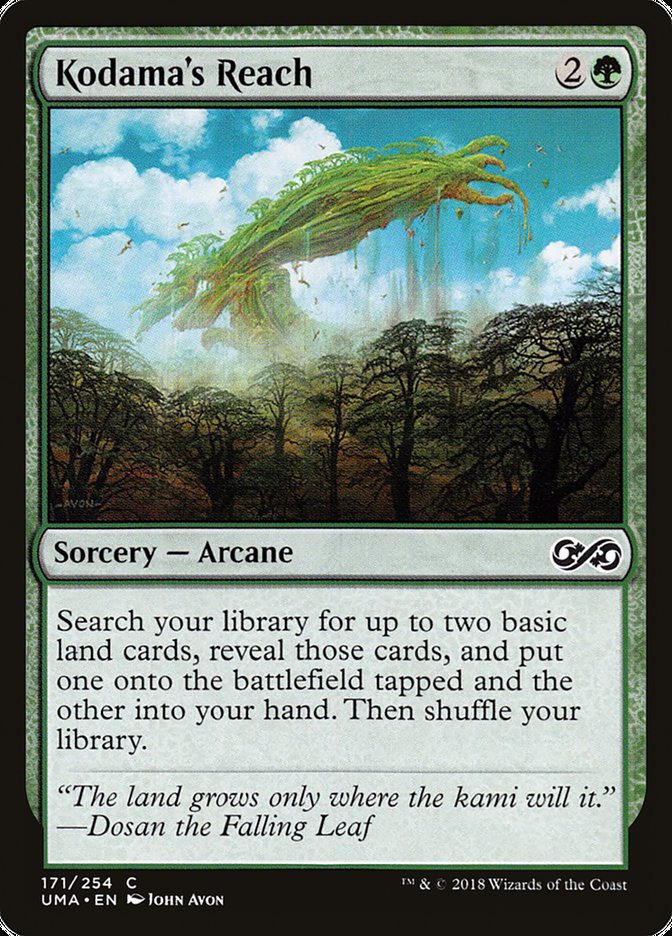 Kodama's Reach 2
-AVON-
Sorcery — Arcane
Search your library for up to two basic
land cards, reveal those cards, and put
one onto the battlefield tapped and the
other into your hand. Then shuffle your
library.
“The land grows only where the kami will it.”
—Dosan the Falling Leaf
171/254 C
UMA • EN John Avon
™ & © 2018 Wizards of the Coast